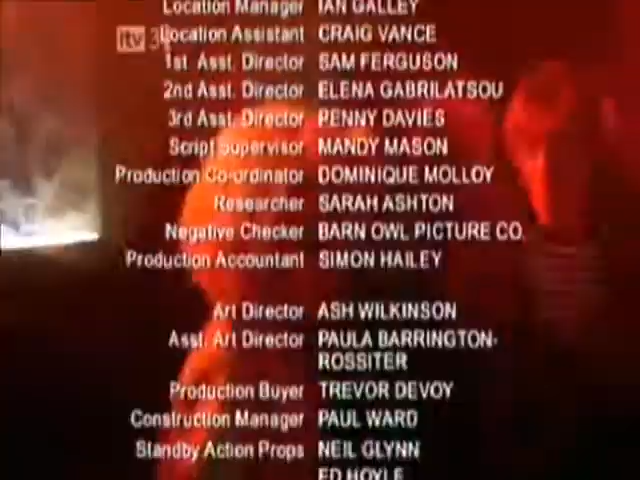 Location Manager IAN GALLEY
itv 3
Location Assistant CRAIG VANCE
1st Asst. Director SAM FERGUSON
2nd Asst. Director ELENA GABRILATSOU
3rd Asst. Director PENNY DAVIES
Script Supervisor MANDY MASON
Production Co-ordinator DOMINIQUE MOLLOY
Researcher SARAH ASHTON
Negative Checker BARN OWL PICTURE CO.
Production Accountant SIMON HAILEY
Art Director ASH WILKINSON
Asst. Art Director PAULA BARRINGTON-
ROSSITER
Production Buyer TREVOR DEVOY
Construction Manager PAUL WARD
Standby Action Props NEIL GLYNN
ED HOYLE